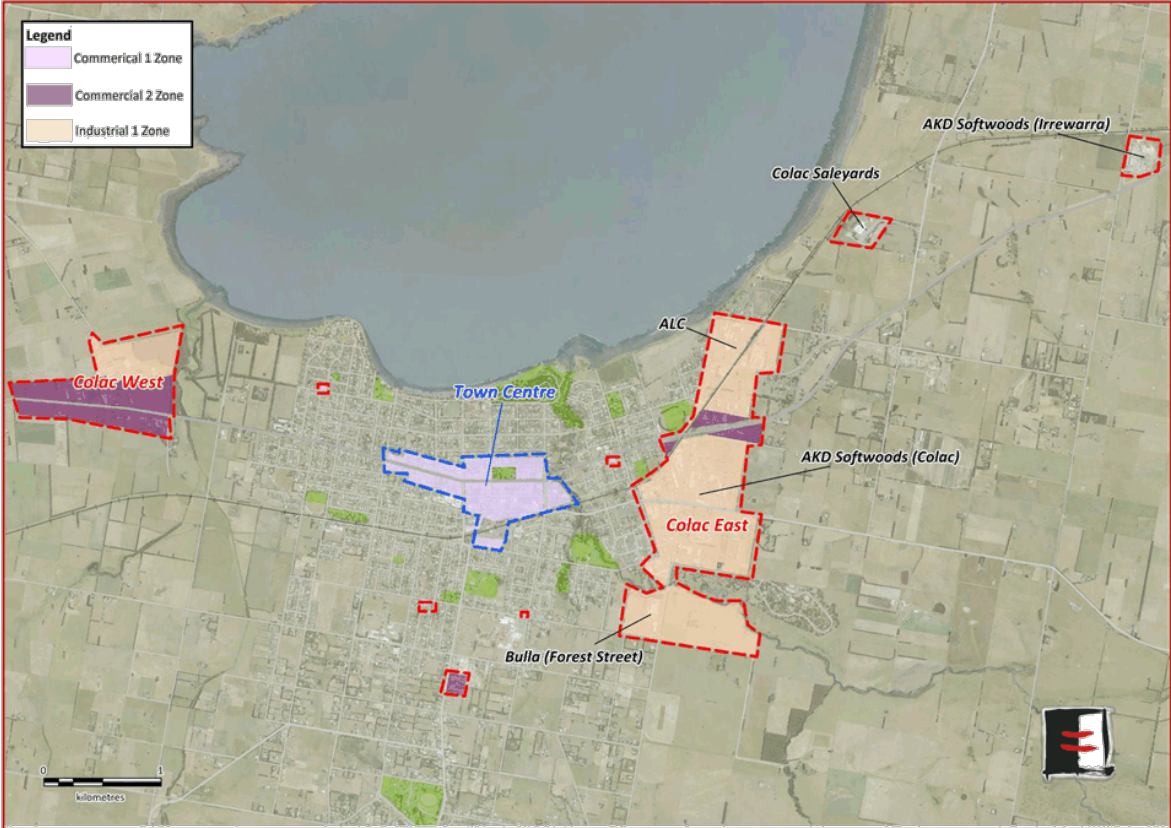 Legend
Commerical 1 Zone
Commercial 2 Zone
Industrial 1 Zone
AKD Softwoods (Irrewarra)
Colac Saleyards
ALC
Colac West
Town Centre
AKD Softwoods (Colac)
Colac East
Bulla (Forest Street)
0 1
kilometres